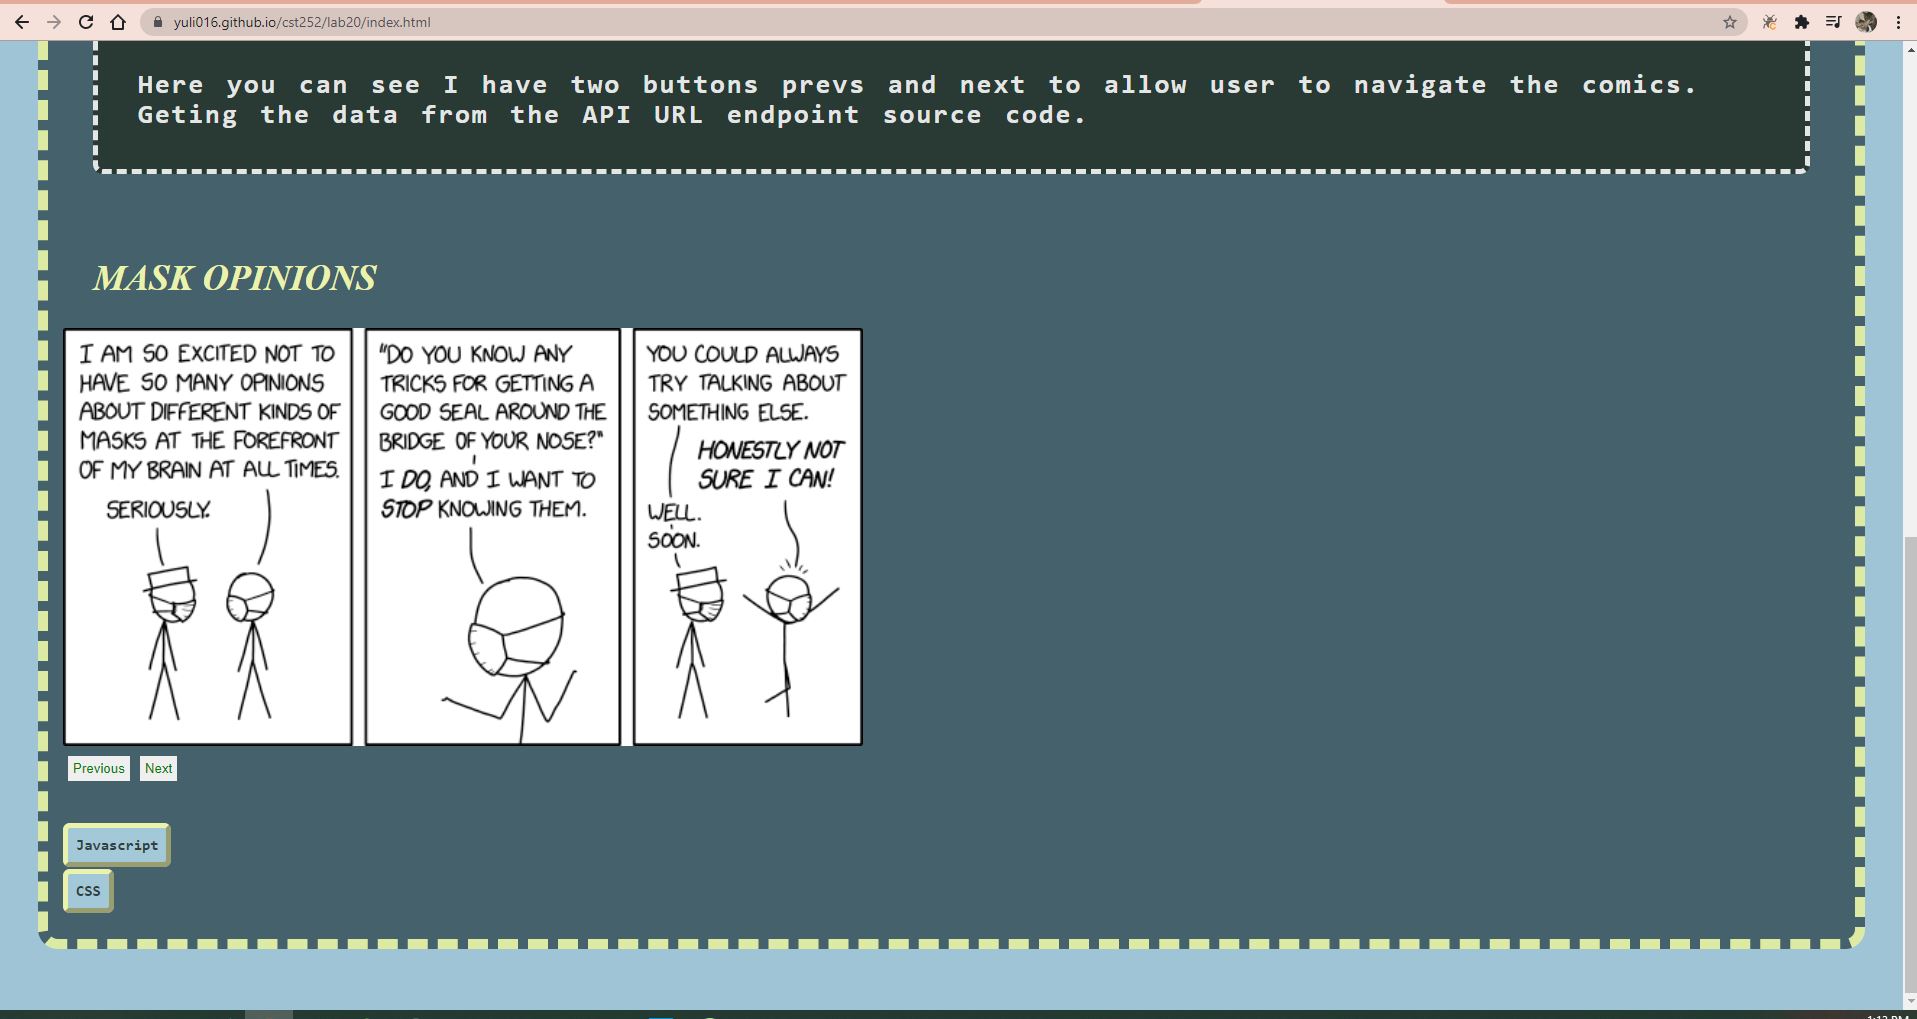 yuli016.github.io/cst252/lab20/index.html
Here you can see I have two buttons prevs and next to allow user to navigate the comics.
Geting the data from the API URL endpoint source code.
MASK OPINIONS
I AM SO EXCITED NOT TO
HAVE SO MANY OPINIONS
ABOUT DIFFERENT KINDS OF
MASKS AT THE FOREFRONT
OF MY BRAIN AT ALL TIMES.
SERIOUSLY.
"DO YOU KNOW ANY
TRICKS FOR GETTING A
GOOD SEAL AROUND THE
BRIDGE OF YOUR NOSE?"
I DO, AND I WANT TO
STOP KNOWING THEM.
YOU COULD ALWAYS
TRY TALKING ABOUT
SOMETHING ELSE.
HONESTLY NOT
SURE I CAN!
WELL.
SOON.
Previous
Next
Javascript
CSS